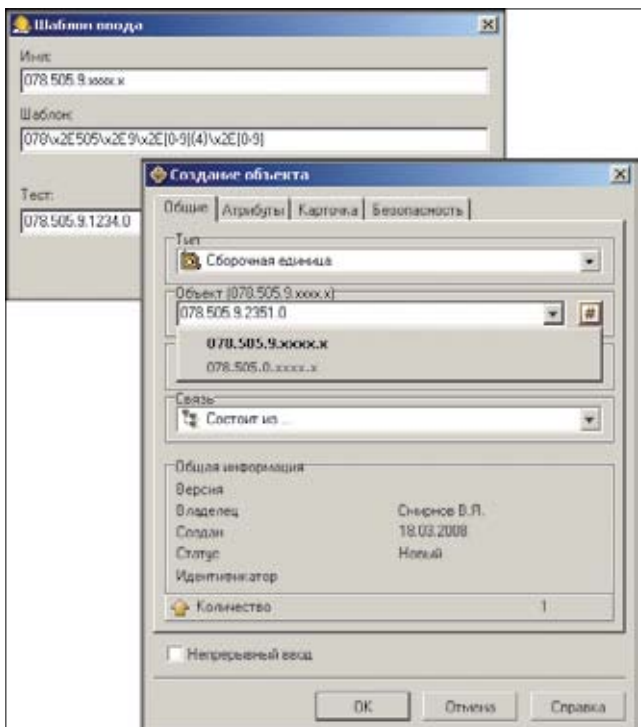 Шаблон ввода
Имя:
078.505.9.xxxx.x
Шаблон:
078\x2E505\x2E9\x2E[0-9]{4}\x2E[0-9]
Тест:
078.505.9.1234.0
Создание объекта
Общие Атрибуты Карточка Безопасность
Тип
Сборочная единица
Объект (078.505.9.xxxx.x)
078.505.9.2351.0 #
078.505.9.xxxx.x
078.505.0.xxxx.x
Связь
Состоит из ...
Общая информация
Версия
Владелец Смирнов В.Я.
Создан 18.03.2008
Статус Новый
Идентификатор
Количество 1
Непрерывный ввод
OK Отмена Справка